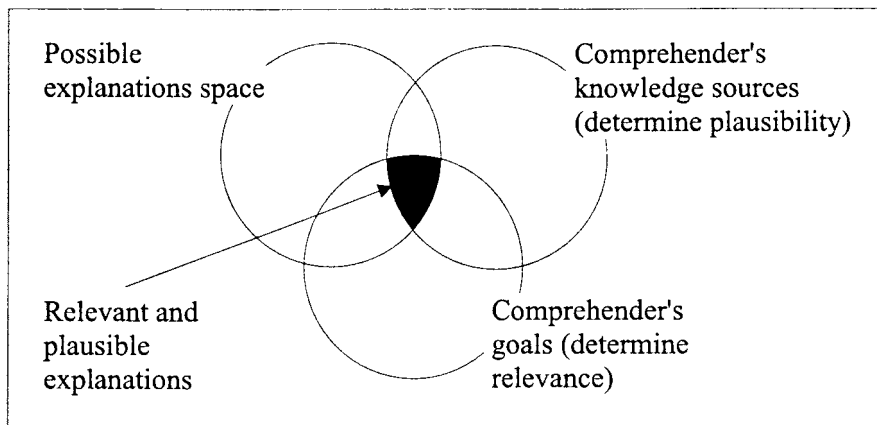 Possible
explanations space
Comprehender's
knowledge sources
(determine plausibility)
Relevant and
plausible
explanations
Comprehender's
goals (determine
relevance)